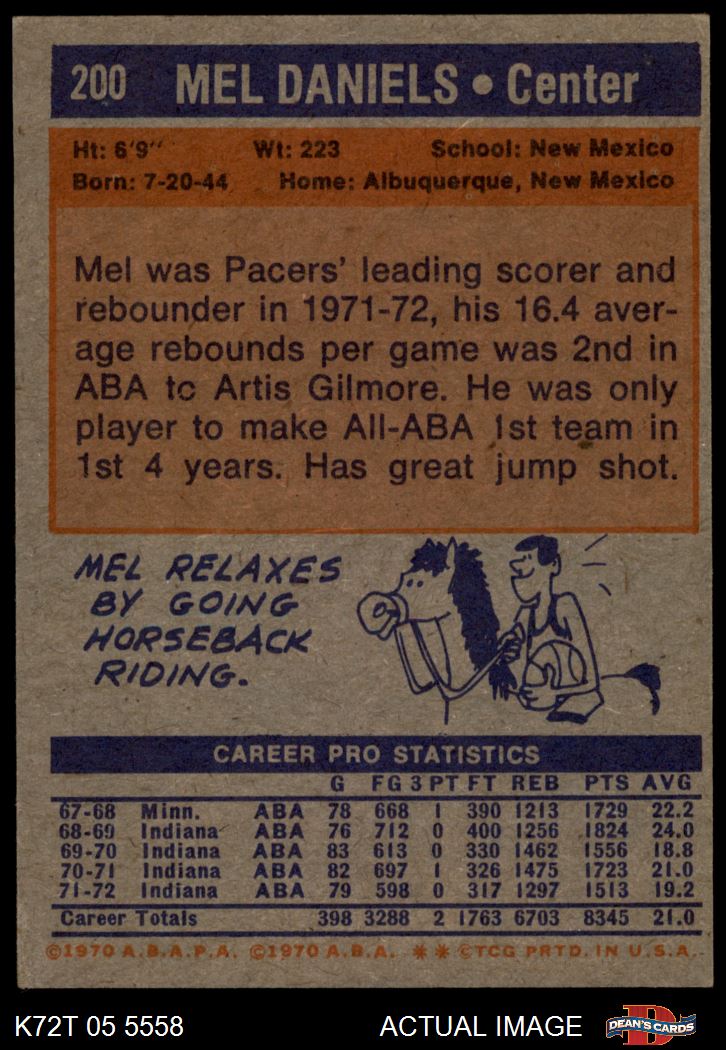 200 MEL DANIELS • Center
Ht: 6'9" Wt: 223 School: New Mexico
Born: 7-20-44 Home: Albuquerque, New Mexico
Mel was Pacers' leading scorer and
rebounder in 1971-72, his 16.4 aver-
age rebounds per game was 2nd in
ABA to Artis Gilmore. He was only
player to make All-ABA 1st team in
1st 4 years. Has great jump shot.
MEL RELAXES
BY GOING
HORSEBACK
RIDING.
CAREER PRO STATISTICS
G FG 3 PT FT REB PTS AVG
67-68 Minn. ABA 78 668 1 390 1213 1729 22.2
68-69 Indiana ABA 76 712 0 400 1256 1824 24.0
69-70 Indiana ABA 83 613 0 330 1462 1556 18.8
70-71 Indiana ABA 82 697 1 326 1475 1723 21.0
71-72 Indiana ABA 79 598 0 317 1297 1513 19.2
Career Totals 398 3288 2 1763 6703 8345 21.0
©1970 A.B.A.P.A. ©1970 A.B.A. ** ©TCG PRTD. IN U.S.A.
K72T 05 5558 ACTUAL IMAGE DEAN'S CARDS